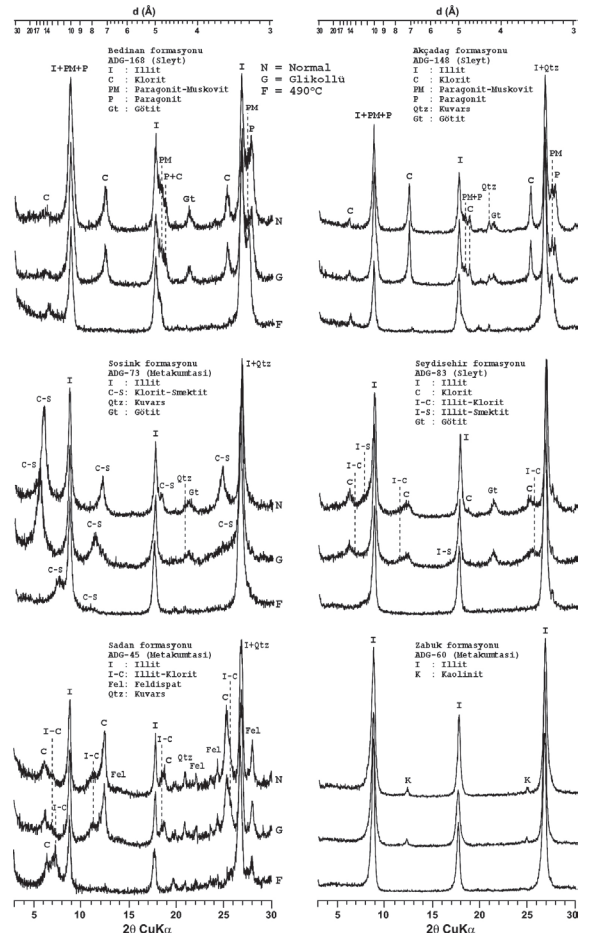 d (Å)
30 20 17 14 10 9 8 7 6 5 4 3
Bedinan formasyonu
ADG-168 (Sleyt)
I : Illit
C : Klorit
PM : Paragonit-Muskovit
P : Paragonit
Gt : Götit
N = Normal
G = Glikollü
F = 490°C
I+PM+P
C
C
I
PM
P+C
Gt
C
I
PM
P
N
G
F
d (Å)
30 20 17 14 10 9 8 7 6 5 4 3
Akçadag formasyonu
ADG-148 (Sleyt)
I : Illit
C : Klorit
PM : Paragonit-Muskovit
P : Paragonit
Qtz: Kuvars
Gt : Götit
I+PM+P
C
C
I
PM+P
C
Qtz
Gt
C
I+Qtz
PM
P
Sosink formasyonu
ADG-73 (Metakumtasi)
I : Illit
C-S: Klorit-Smektit
Qtz: Kuvars
Gt : Götit
C-S
C-S
I
C-S
C-S
I
C-S
Qtz
Gt
C-S
C-S
I+Qtz
C-S
C-S
N
G
F
Seydisehir formasyonu
ADG-83 (Sleyt)
I : Illit
C : Klorit
I-C: Illit-Klorit
I-S: Illit-Smektit
Gt : Götit
I-S
I-C
C
I
I-C
C
I
C
I-S
Gt
I-C
C
Sadan formasyonu
ADG-45 (Metakumtasi)
I : Illit
I-C: Illit-Klorit
Fel: Feldispat
Qtz: Kuvars
I-C
C
I
I-C
C
Fel
I
I-C
C
Qtz
Fel
Fel
C
I-C
I+Qtz
Fel
I-C
C
N
G
F
Zabuk formasyonu
ADG-60 (Metakumtasi)
I : Illit
K : Kaolinit
I
K
I
K
I
5 10 15 20 25 30
2θ CuKα
5 10 15 20 25 30
2θ CuKα